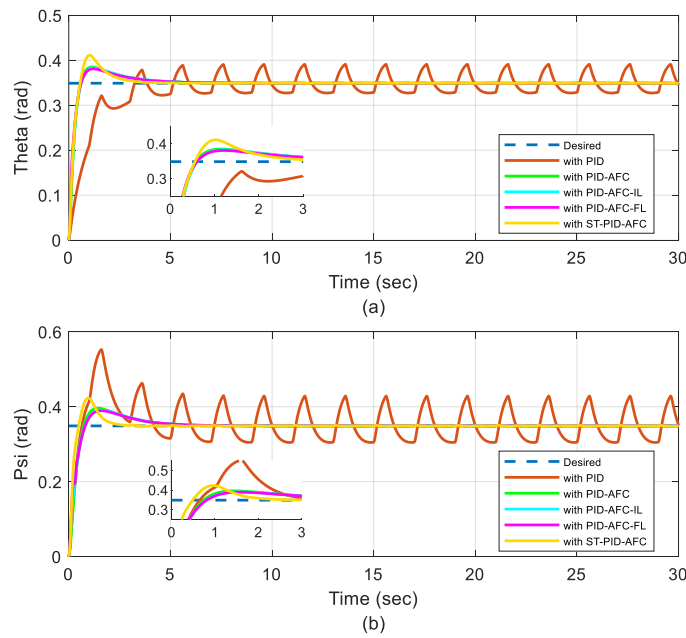 0.5
0.4
0.3
0.2
0.1
0
Theta (rad)
0.4
0.3
0 1 2 3
Desired
with PID
with PID-AFC
with PID-AFC-IL
with PID-AFC-FL
with ST-PID-AFC
0 5 10 15 20 25 30
Time (sec)
(a)
0.6
0.4
0.2
0
Psi (rad)
0.5
0.4
0.3
0 1 2 3
Desired
with PID
with PID-AFC
with PID-AFC-IL
with PID-AFC-FL
with ST-PID-AFC
0 5 10 15 20 25 30
Time (sec)
(b)